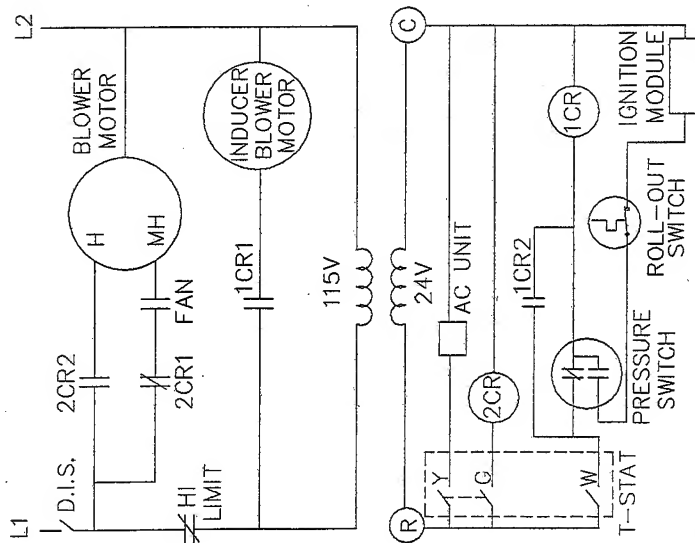 L1
L2
D.I.S.
2CR2
H
BLOWER
MOTOR
MH
2CR1
FAN
HI
LIMIT
1CR1
INDUCER
BLOWER
MOTOR
115V
24V
R
C
Y
AC UNIT
G
2CR
1CR2
W
1CR
T-STAT
PRESSURE
SWITCH
ROLL-OUT
SWITCH
IGNITION
MODULE